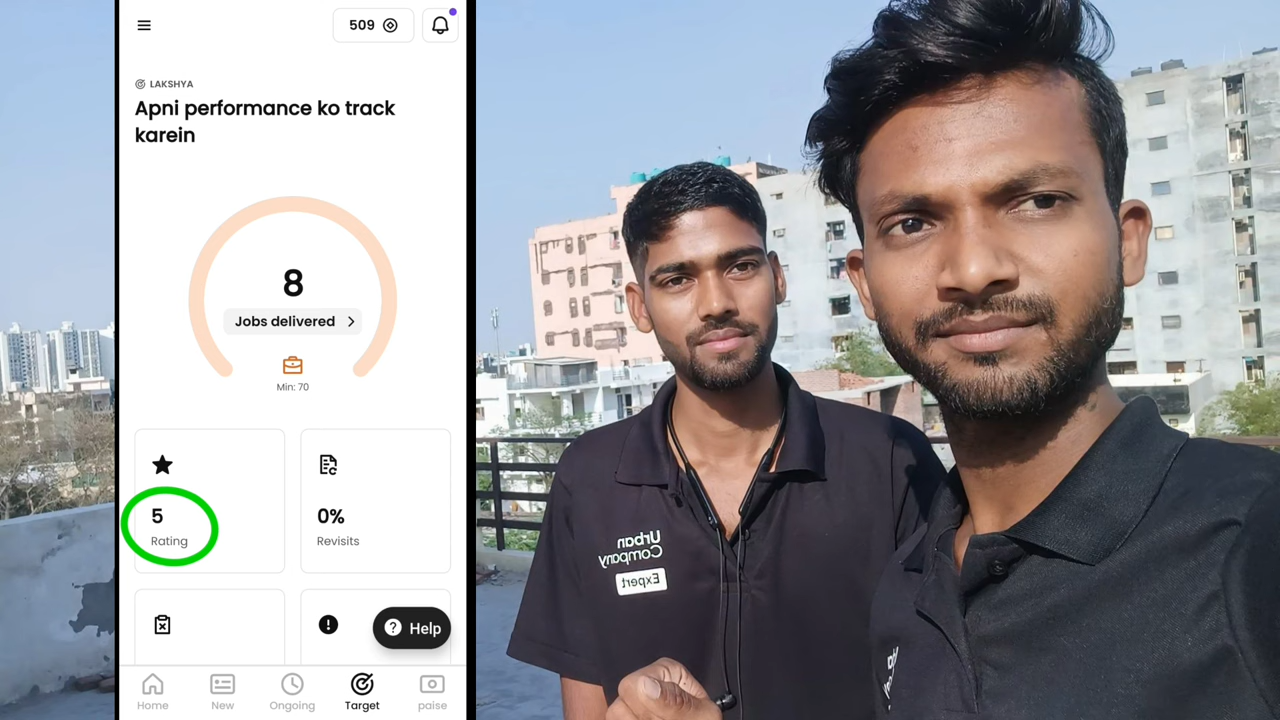 509
LAKSHYA
Apni performance ko track
karein
8
Jobs delivered
Min: 70
5
Rating
0%
Revisits
Help
Home
New
Ongoing
Target
paise
Urban
Company
Expert